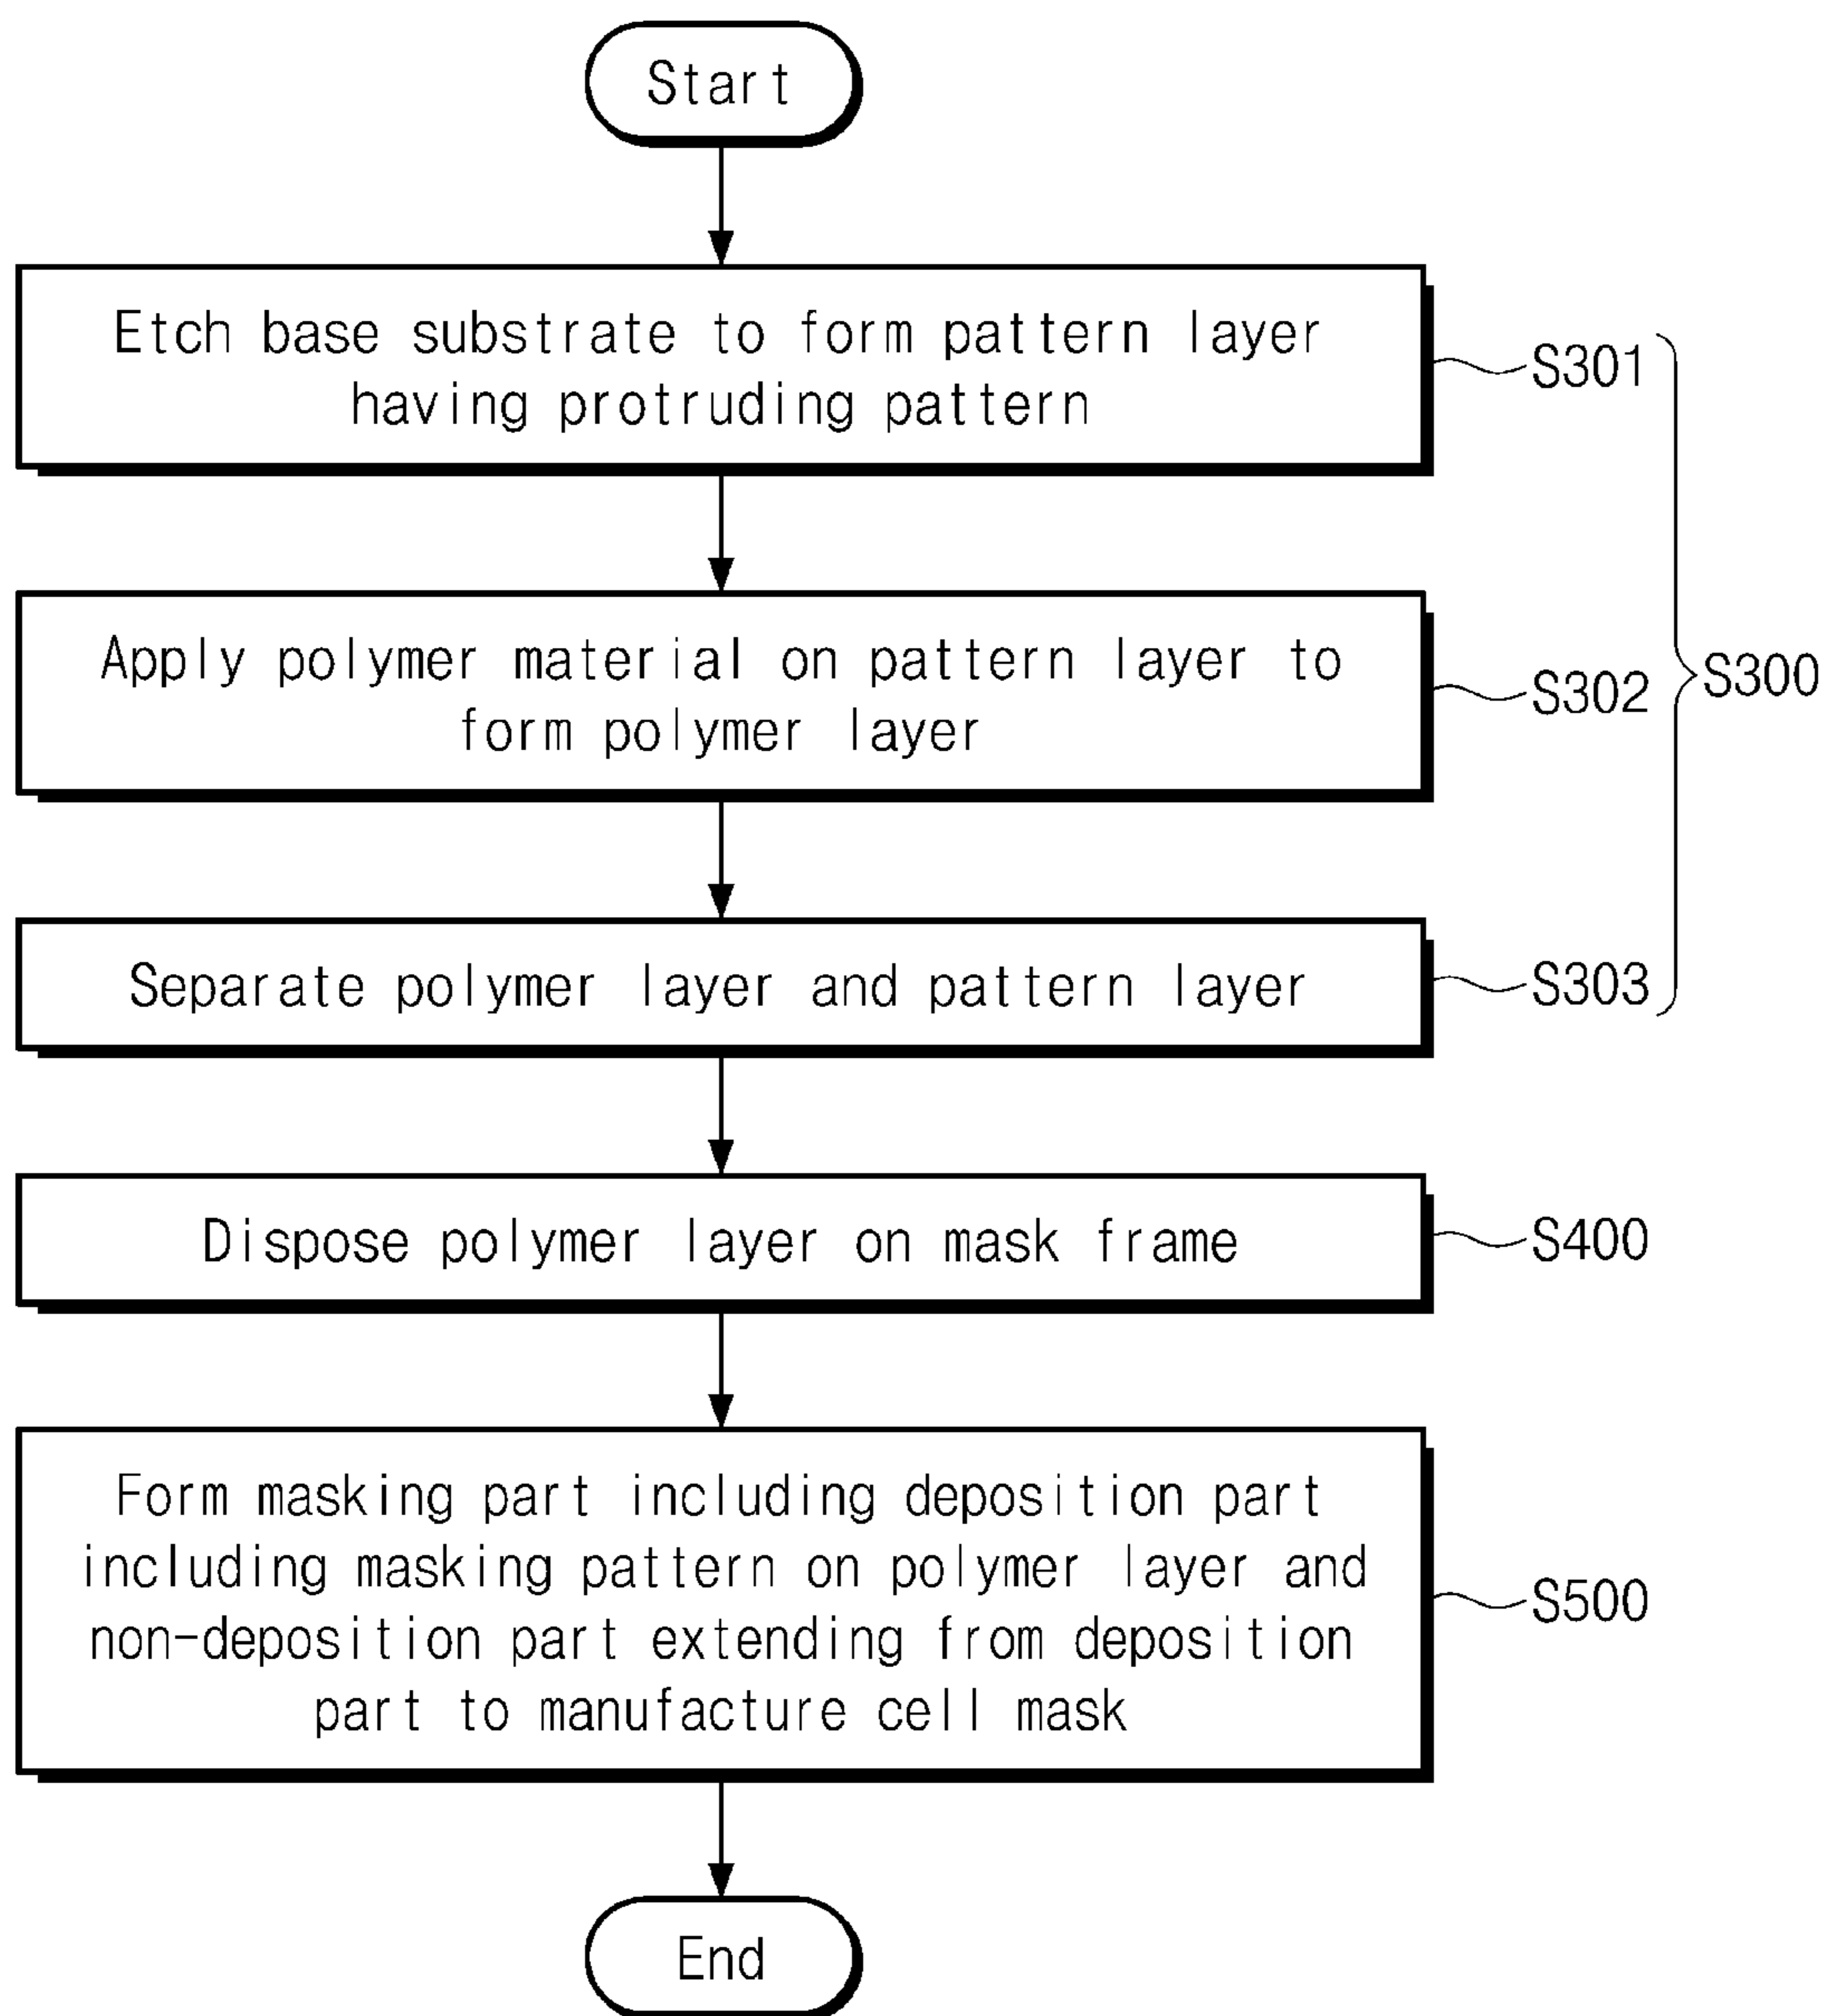 Start
Etch base substrate to form pattern layer
having protruding pattern
S301
Apply polymer material on pattern layer to
form polymer layer
S302
S300
Separate polymer layer and pattern layer
S303
Dispose polymer layer on mask frame
S400
Form masking part including deposition part
including masking pattern on polymer layer and
non-deposition part extending from deposition
part to manufacture cell mask
S500
End